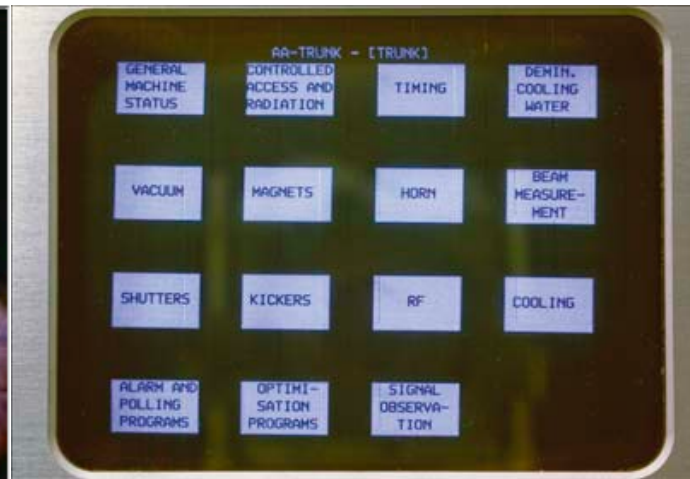 AA-TRUNK - [TRUNK]
GENERAL
MACHINE
STATUS
CONTROLLED
ACCESS AND
RADIATION
TIMING
DEMIN.
COOLING
WATER
VACUUM
MAGNETS
HORN
BEAM
MEASURE-
MENT
SHUTTERS
KICKERS
RF
COOLING
ALARM AND
POLLING
PROGRAMS
OPTIMI-
SATION
PROGRAMS
SIGNAL
OBSERVA-
TION